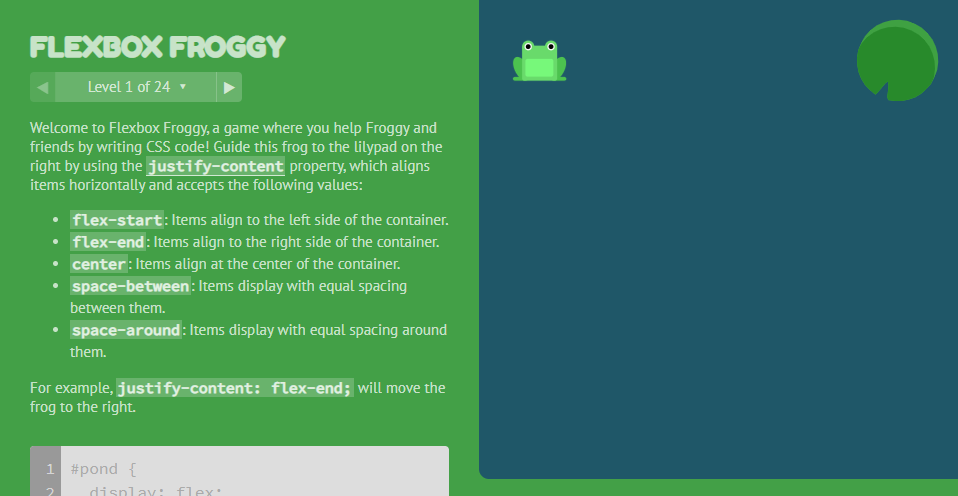 FLEXBOX FROGGY
◀ Level 1 of 24 ▼ ▶
Welcome to Flexbox Froggy, a game where you help Froggy and
friends by writing CSS code! Guide this frog to the lilypad on the
right by using the justify-content property, which aligns
items horizontally and accepts the following values:
• flex-start: Items align to the left side of the container.
• flex-end: Items align to the right side of the container.
• center: Items align at the center of the container.
• space-between: Items display with equal spacing
between them.
• space-around: Items display with equal spacing around
them.
For example, justify-content: flex-end; will move the
frog to the right.
1 #pond {
2 display: flex;